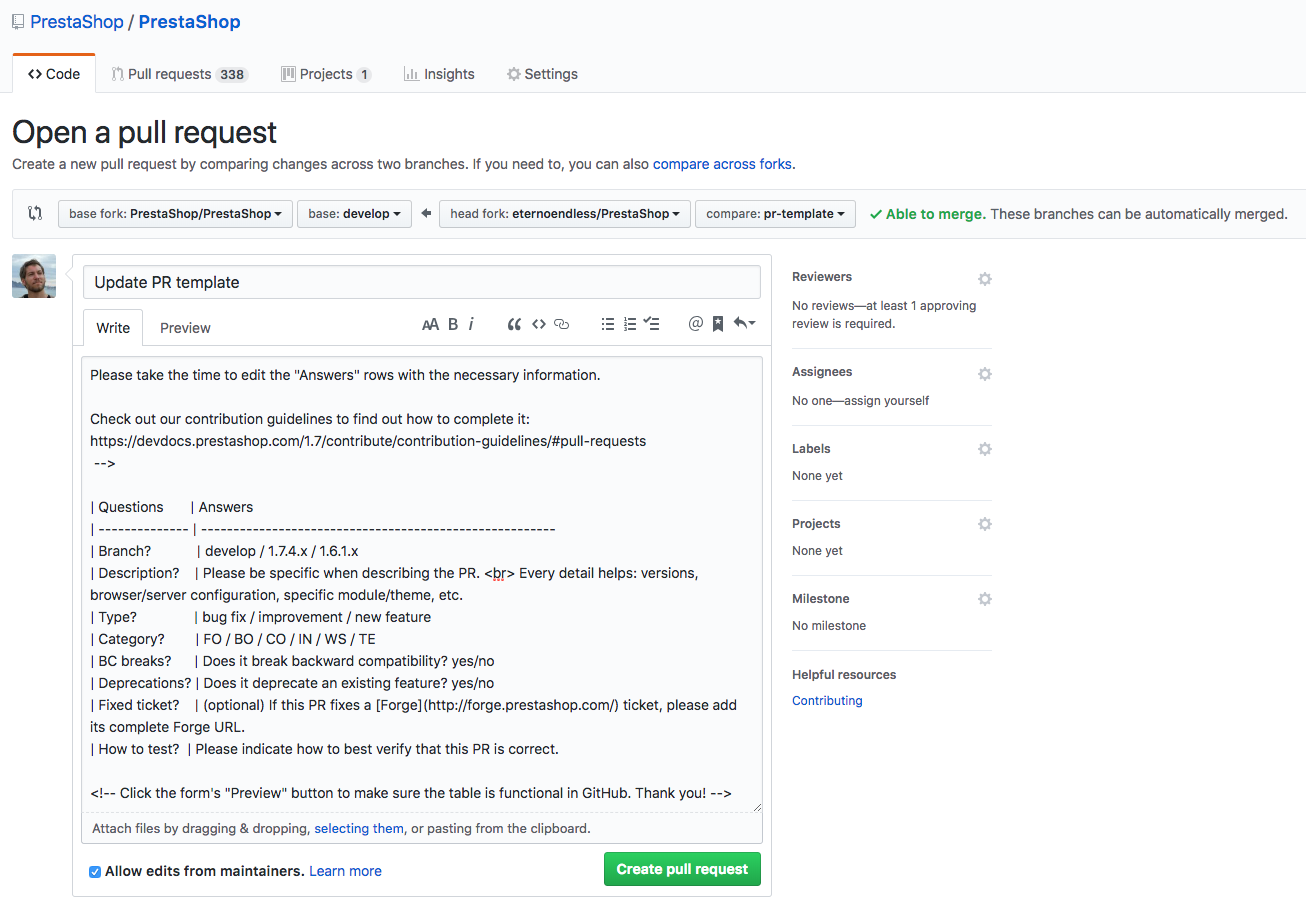 PrestaShop / PrestaShop
Code Pull requests 338 Projects 1 Insights Settings
Open a pull request
Create a new pull request by comparing changes across two branches. If you need to, you can also compare across forks.
base fork: PrestaShop/PrestaShop base: develop head fork: eternoendless/PrestaShop compare: pr-template Able to merge. These branches can be automatically merged.
Update PR template
Write Preview
Please take the time to edit the "Answers" rows with the necessary information.
Check out our contribution guidelines to find out how to complete it:
https://devdocs.prestashop.com/1.7/contribute/contribution-guidelines/#pull-requests
-->
| Questions | Answers
| -------------- | -------------------------------------------------------
| Branch? | develop / 1.7.4.x / 1.6.1.x
| Description? | Please be specific when describing the PR. <br> Every detail helps: versions,
browser/server configuration, specific module/theme, etc.
| Type? | bug fix / improvement / new feature
| Category? | FO / BO / CO / IN / WS / TE
| BC breaks? | Does it break backward compatibility? yes/no
| Deprecations? | Does it deprecate an existing feature? yes/no
| Fixed ticket? | (optional) If this PR fixes a [Forge](http://forge.prestashop.com/) ticket, please add
its complete Forge URL.
| How to test? | Please indicate how to best verify that this PR is correct.
<!-- Click the form's "Preview" button to make sure the table is functional in GitHub. Thank you! -->
Attach files by dragging & dropping, selecting them, or pasting from the clipboard.
Allow edits from maintainers. Learn more
Create pull request
Reviewers
No reviews—at least 1 approving
review is required.
Assignees
No one—assign yourself
Labels
None yet
Projects
None yet
Milestone
No milestone
Helpful resources
Contributing